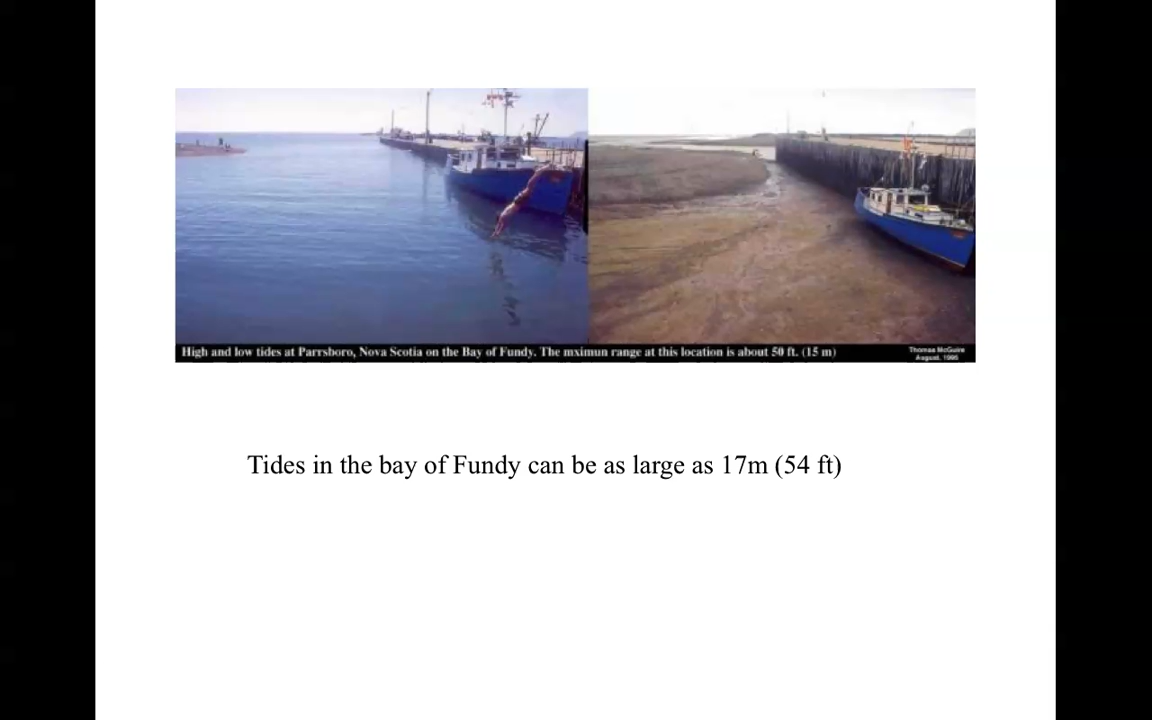 High and low tides at Parrsboro, Nova Scotia on the Bay of Fundy. The mximun range at this location is about 50 ft. (15 m)
Thomas McGuire
August, 1995
Tides in the bay of Fundy can be as large as 17m (54 ft)